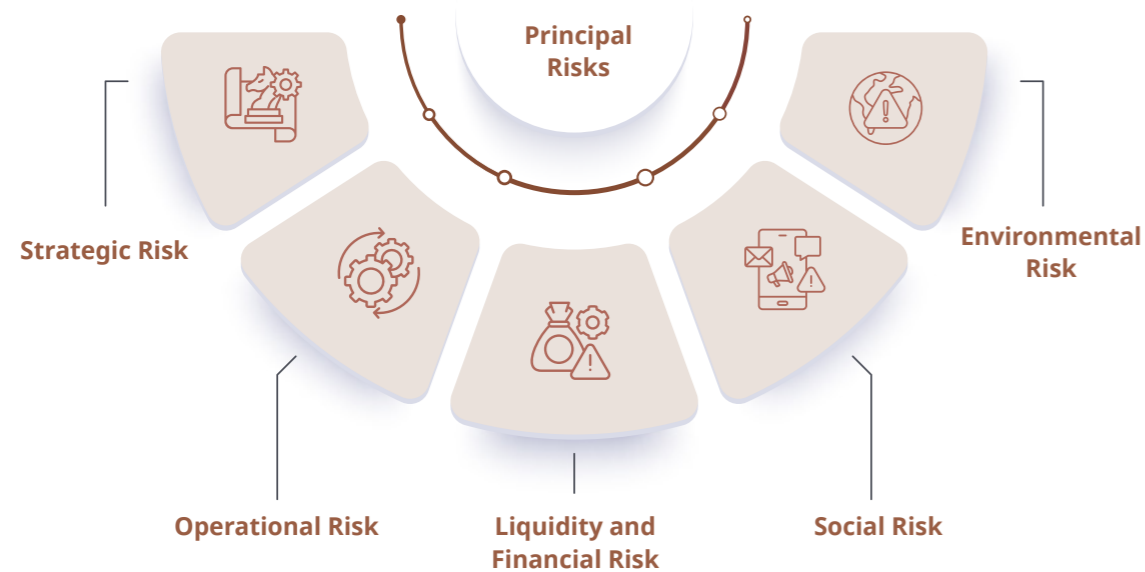 Principal
Risks
Strategic Risk
Environmental
Risk
Operational Risk
Liquidity and
Financial Risk
Social Risk